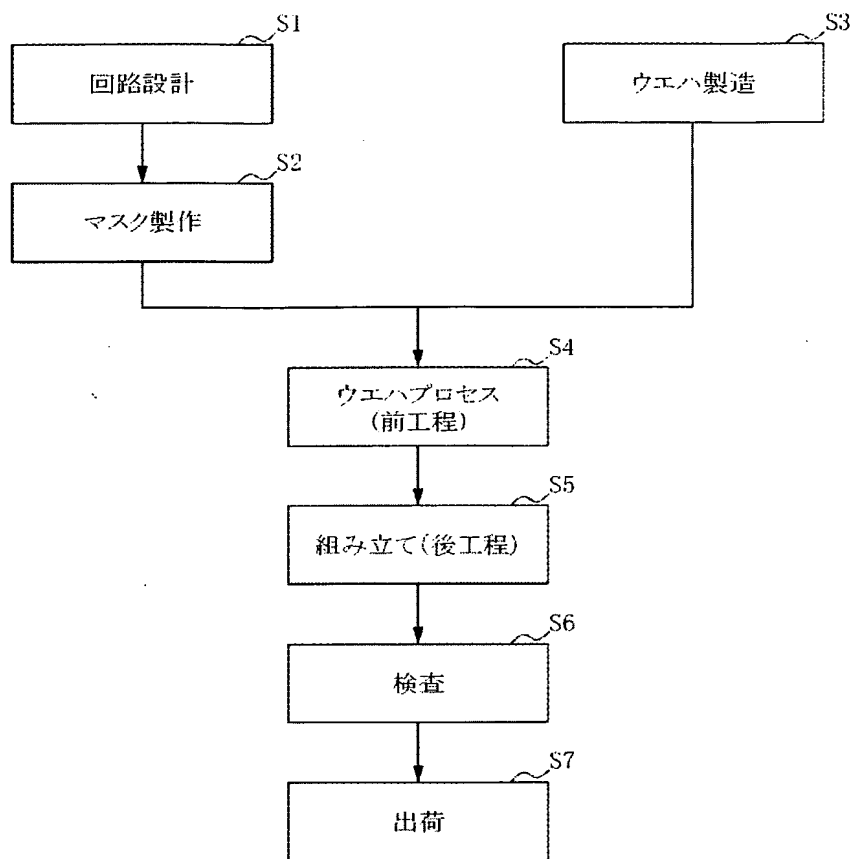 S1
回路設計
S3
ウエハ製造
S2
マスク製作
S4
ウエハプロセス
(前工程)
S5
組み立て(後工程)
S6
検査
S7
出荷